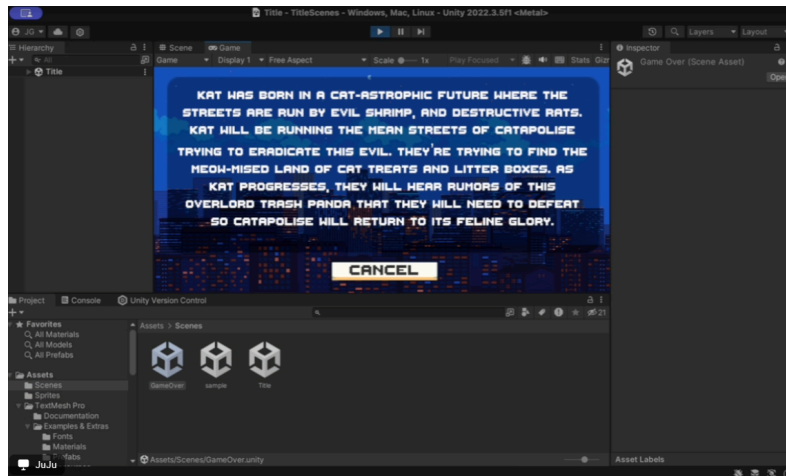 Title - TitleScenes - Windows, Mac, Linux - Unity 2022.3.5f1 <Metal>
JG
Layers
Layout
Hierarchy
Scene
Game
Inspector
All
Game
Display 1
Free Aspect
Scale
1x
Play Focused
Stats
Giz
Title
Game Over (Scene Asset)
Ope
KAT WAS BORN IN A CAT-ASTROPHIC FUTURE WHERE THE
STREETS ARE RUN BY EVIL SHRIMP, AND DESTRUCTIVE RATS.
KAT WILL BE RUNNING THE MEAN STREETS OF CATAPOLISE
TRYING TO ERADICATE THIS EVIL. THEY'RE TRYING TO FIND THE
MEOW-MISED LAND OF CAT TREATS AND LITTER BOXES. AS
KAT PROGRESSES, THEY WILL HEAR RUMORS OF THIS
OVERLORD TRASH PANDA THAT THEY WILL NEED TO DEFEAT
SO CATAPOLISE WILL RETURN TO ITS FELINE GLORY.
CANCEL
Project
Console
Unity Version Control
21
Favorites
All Materials
All Models
All Prefabs
Assets
Scenes
Sprites
TextMesh Pro
Documentation
Examples & Extras
Fonts
Materials
Prefabs
Assets > Scenes
GameOver
sample
Title
Assets/Scenes/GameOver.unity
Asset Labels
JuJu